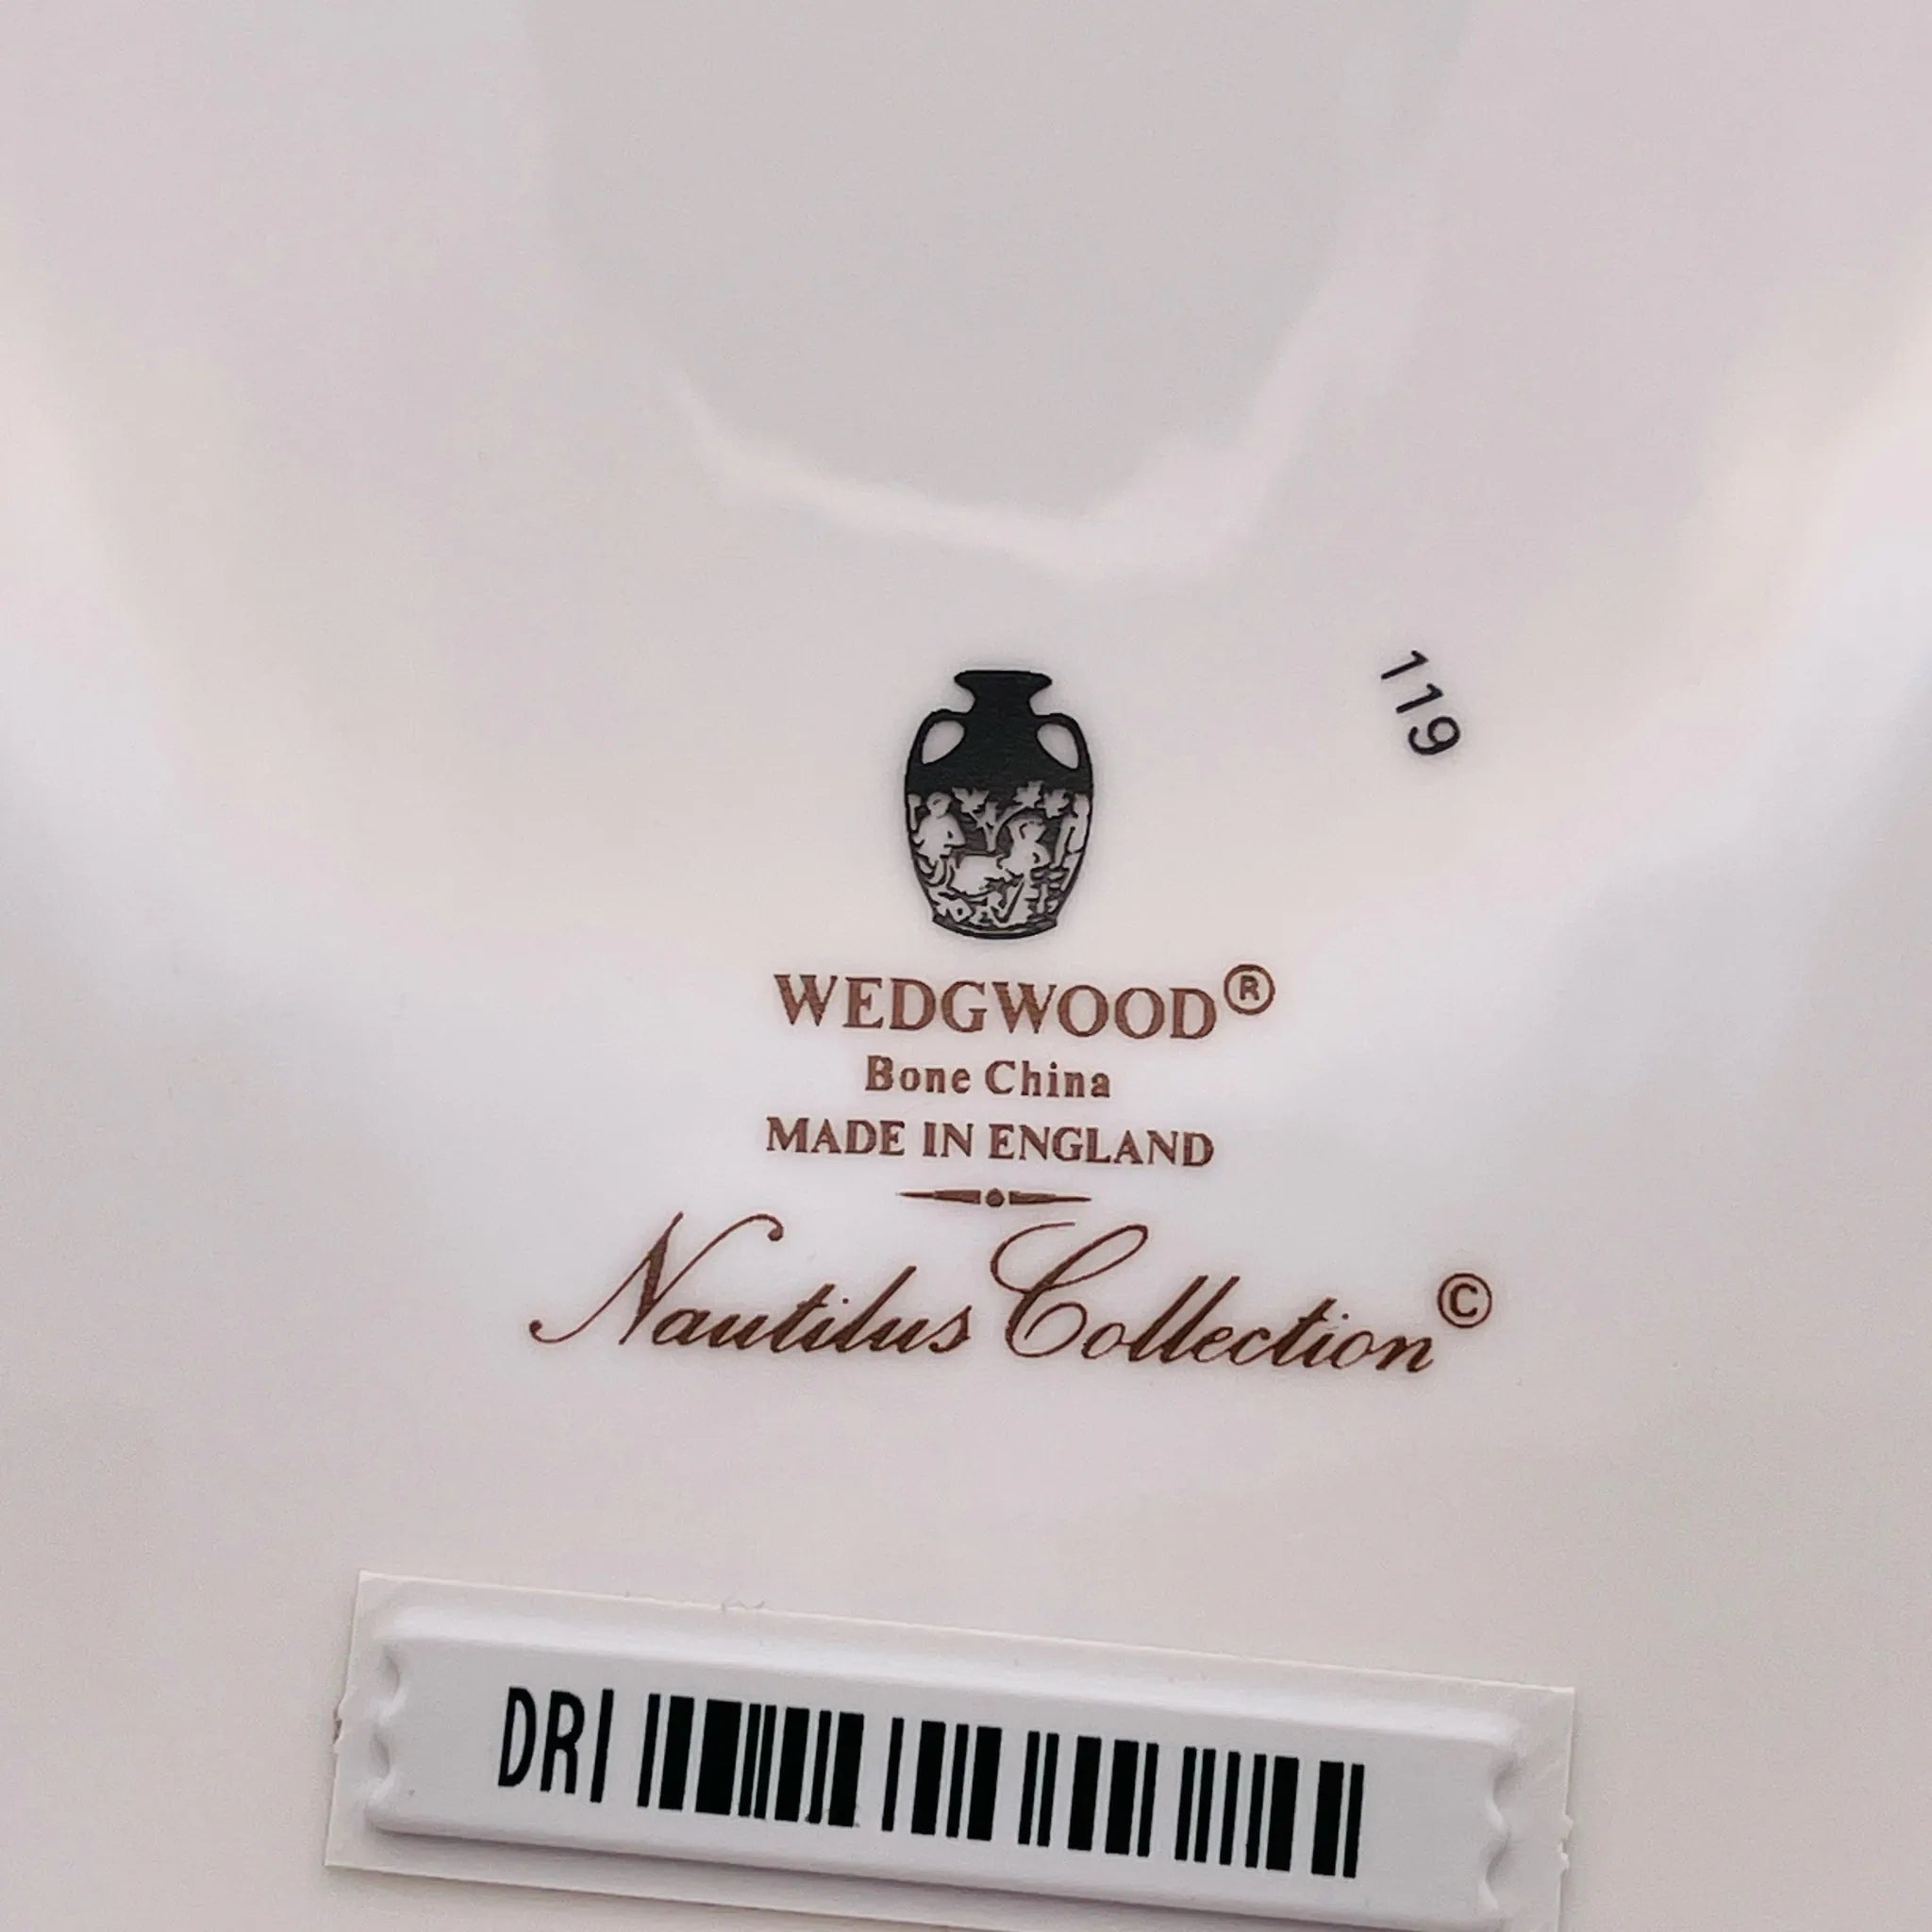 119
WEDGWOOD®
Bone China
MADE IN ENGLAND
Nautilus Collection©
DRI